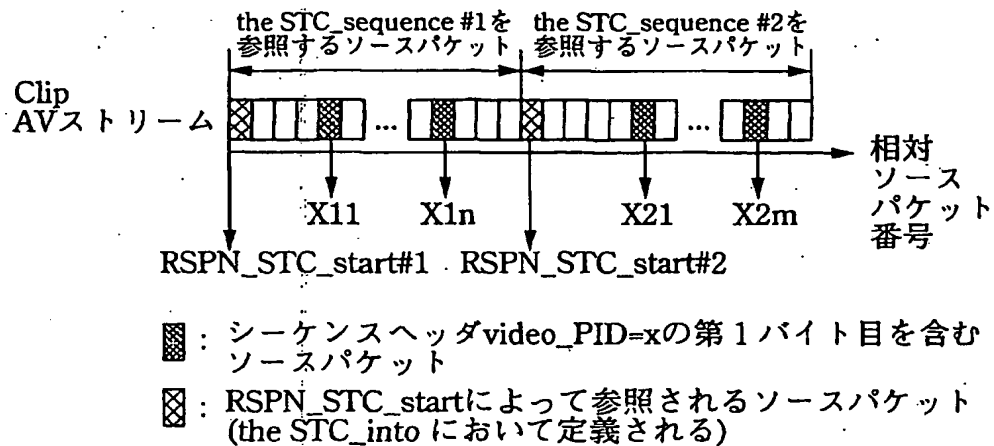 the STC_sequence #1を
参照するソースパケット
the STC_sequence #2を
参照するソースパケット
Clip
AVストリーム
...
...
相対
ソース
パケット
番号
X11
X1n
X21
X2m
RSPN_STC_start#1
RSPN_STC_start#2
: シーケンスヘッダvideo_PID=xの第1バイト目を含む
ソースパケット
: RSPN_STC_startによって参照されるソースパケット
(the STC_into において定義される)